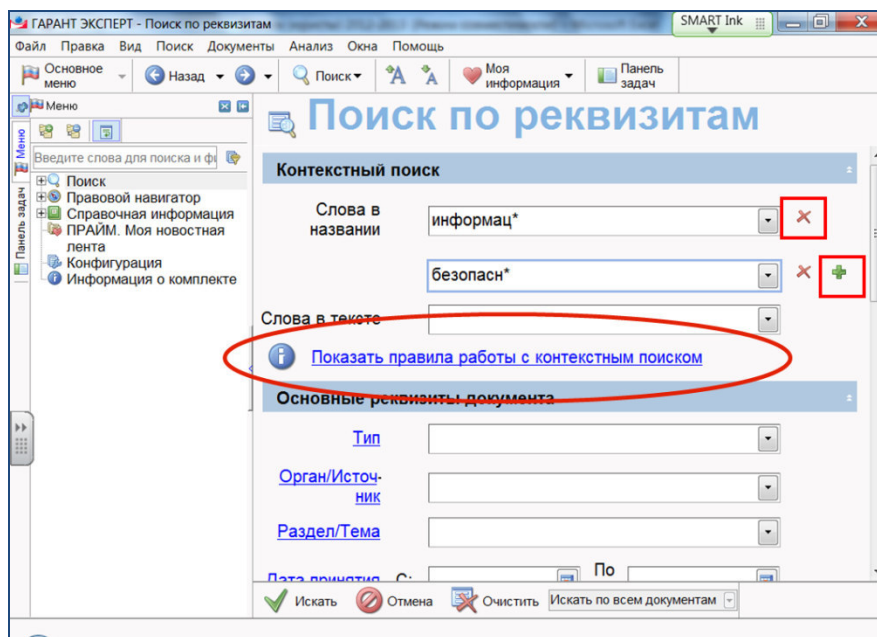 ГАРАНТ ЭКСПЕРТ - Поиск по реквизитам
SMART Ink
Файл Правка Вид Поиск Документы Анализ Окна Помощь
Основное меню
Назад
Поиск
Моя информация
Панель задач
Меню
Меню
Панель задач
Введите слова для поиска и фи
Поиск
Правовой навигатор
Справочная информация
ПРАЙМ. Моя новостная
лента
Конфигурация
Информация о комплекте
Поиск по реквизитам
Контекстный поиск
Слова в
названии
информац*
безопасн*
Слова в тексте
Показать правила работы с контекстным поиском
Основные реквизиты документа
Тип
Орган/Источ-
ник
Раздел/Тема
Дата принятия С: По
Искать Отмена Очистить Искать по всем документам